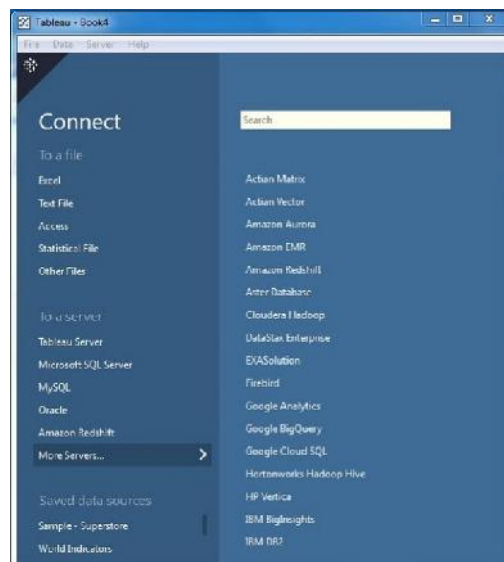 Tableau - Book4
File Data Server Help
Connect
To a file
Excel
Text File
Access
Statistical File
Other Files
To a server
Tableau Server
Microsoft SQL Server
MySQL
Oracle
Amazon Redshift
More Servers...
Saved data sources
Sample - Superstore
World Indicators
Search
Actian Matrix
Actian Vector
Amazon Aurora
Amazon EMR
Amazon Redshift
Aster Database
Cloudera Hadoop
DataStax Enterprise
EXASolution
Firebird
Google Analytics
Google BigQuery
Google Cloud SQL
Hortonworks Hadoop Hive
HP Vertica
IBM BigInsights
IBM DB2